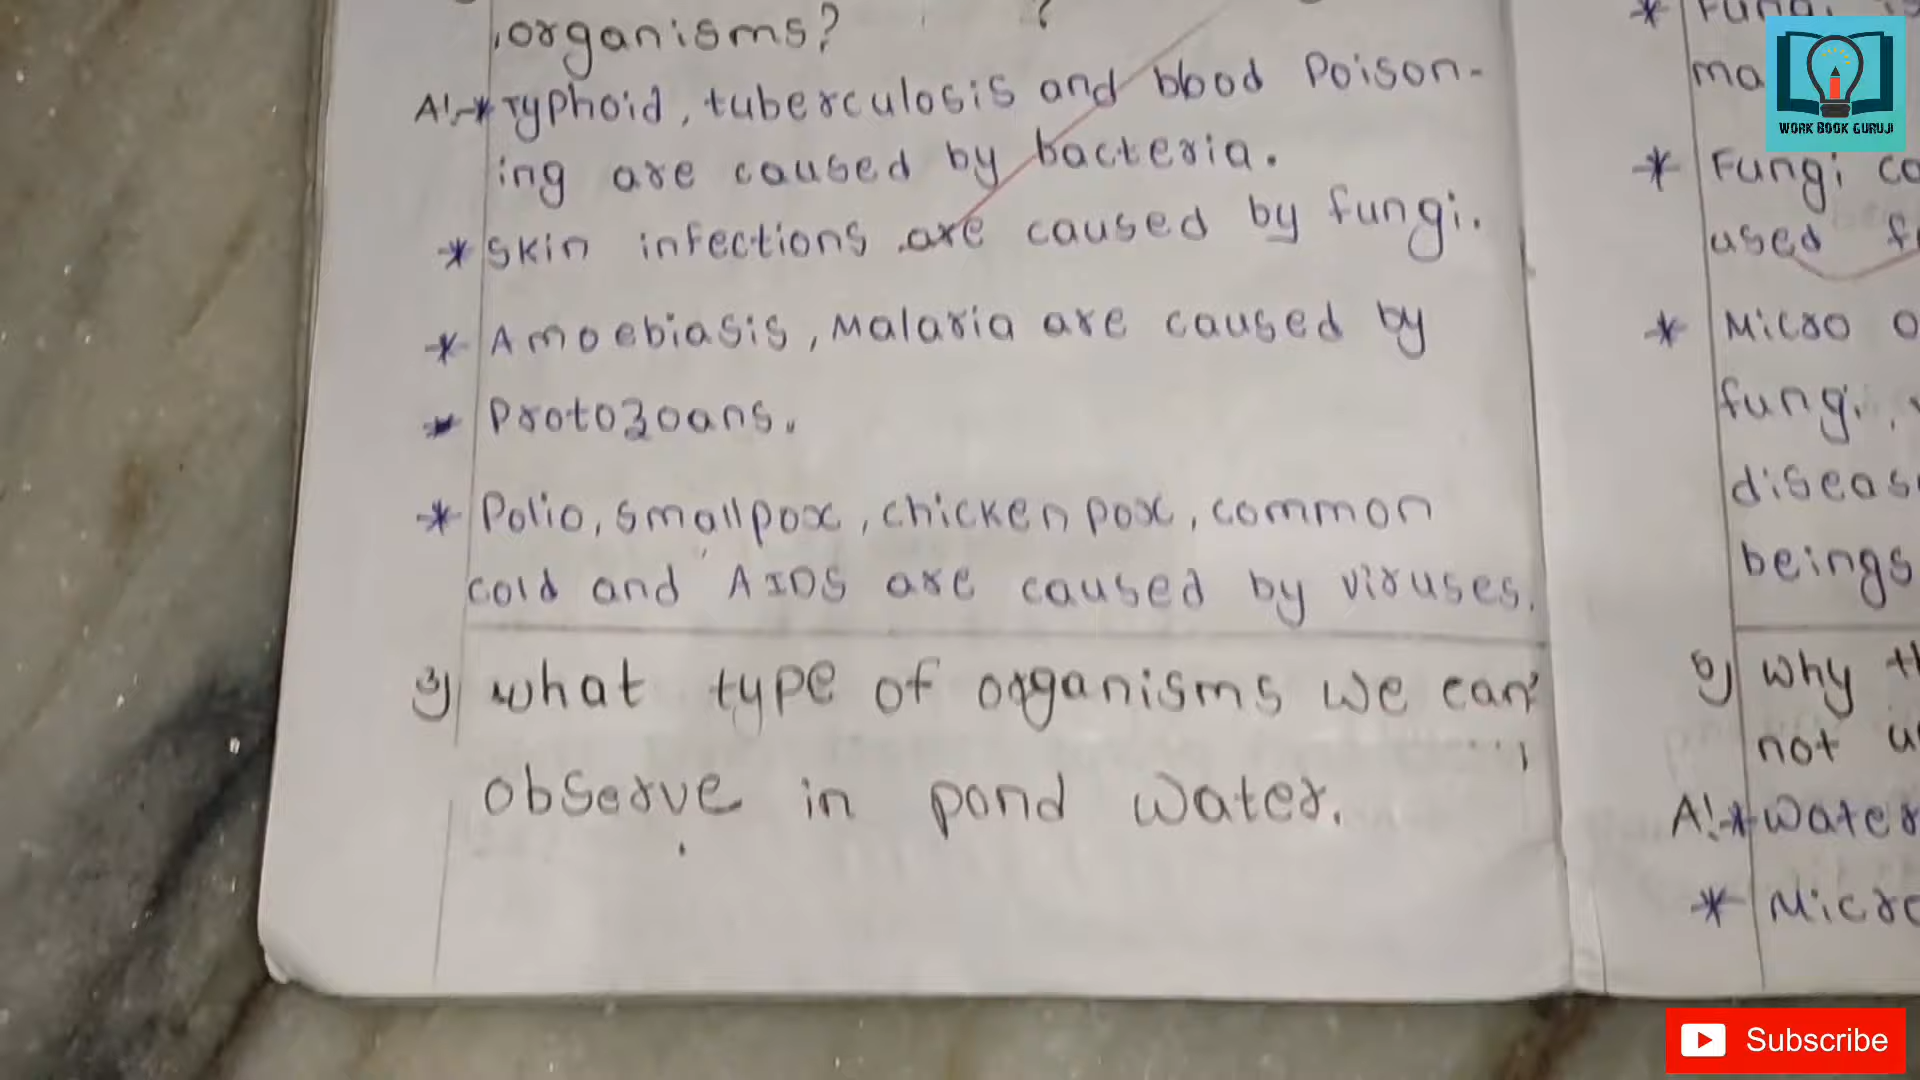 organisms?
A:-* Typhoid, tuberculosis and blood Poison-
ing are caused by bacteria.
* Skin infections are caused by fungi.
* Amoebiasis, Malaria are caused by
* Protozoans.
* Polio, smallpox, chicken pox, common
cold and AIDS are caused by viruses.
3) what type of organisms we can
observe in pond water.
* Fungi
ma
* Fungi ca
used f
* Micro o
fungi,
diseas
beings
5) why th
not u
A:-* Water
* Micro
WORK BOOK GURUJI
Subscribe